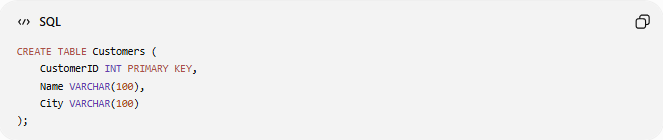 SQL
CREATE TABLE Customers (
    CustomerID INT PRIMARY KEY,
    Name VARCHAR(100),
    City VARCHAR(100)
);